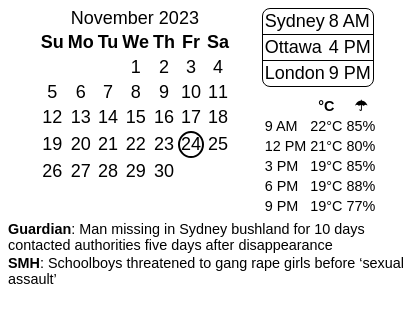 November 2023
Su Mo Tu We Th Fr Sa
1 2 3 4
5 6 7 8 9 10 11
12 13 14 15 16 17 18
19 20 21 22 23 24 25
26 27 28 29 30
Sydney 8 AM
Ottawa 4 PM
London 9 PM
°C ☂
9 AM 22°C 85%
12 PM 21°C 80%
3 PM 19°C 85%
6 PM 19°C 88%
9 PM 19°C 77%
Guardian: Man missing in Sydney bushland for 10 days
contacted authorities five days after disappearance
SMH: Schoolboys threatened to gang rape girls before ‘sexual
assault’